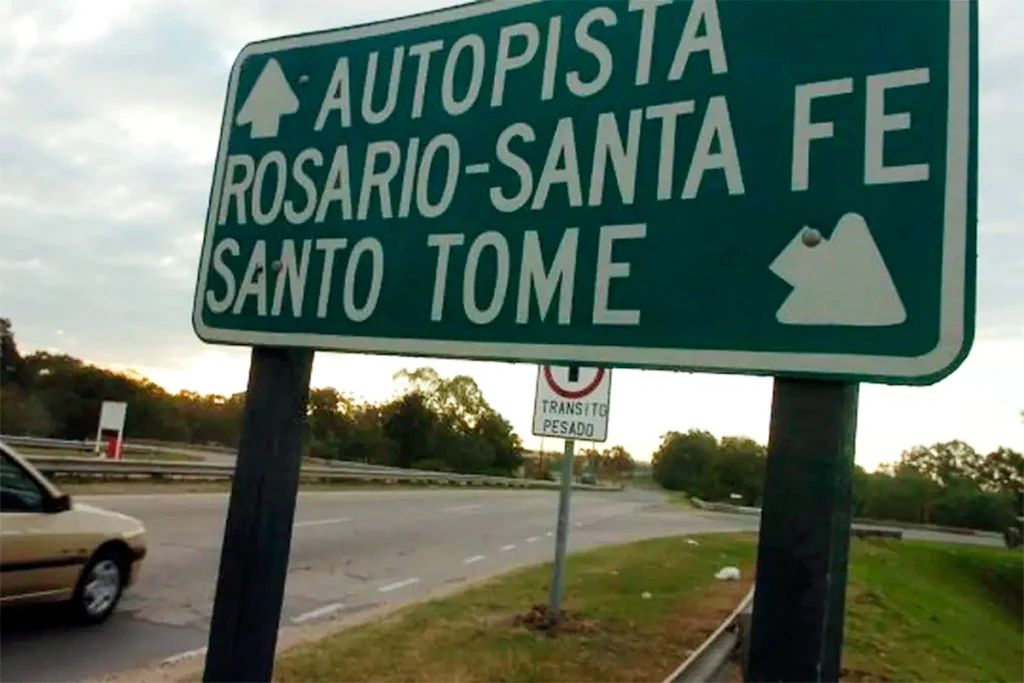 AUTOPISTA
ROSARIO-SANTA FE
SANTO TOME
TRANSITO
PESADO